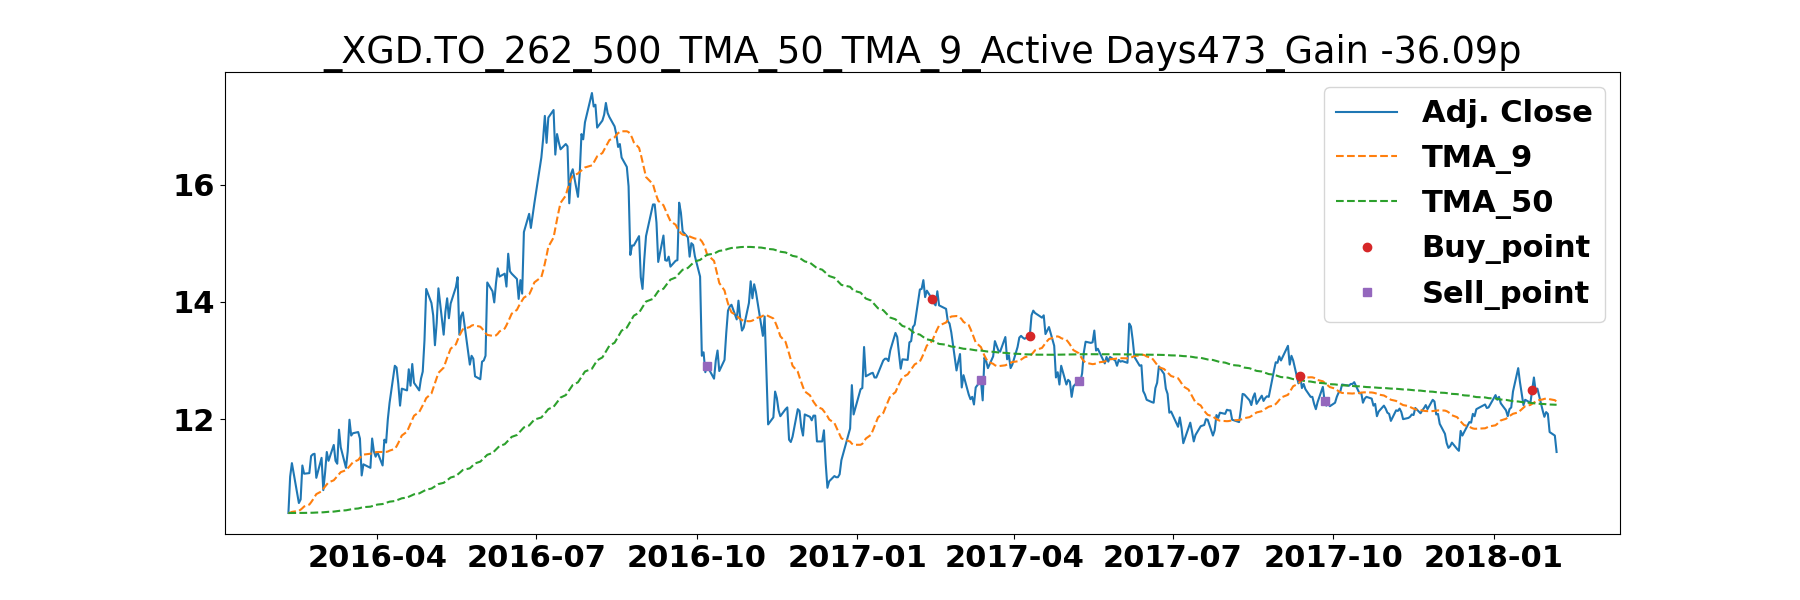 _XGD.TO_262_500_TMA_50_TMA_9_Active Days473_Gain -36.09p
Adj. Close
TMA_9
TMA_50
Buy_point
Sell_point
16
14
12
2016-04 2016-07 2016-10 2017-01 2017-04 2017-07 2017-10 2018-01